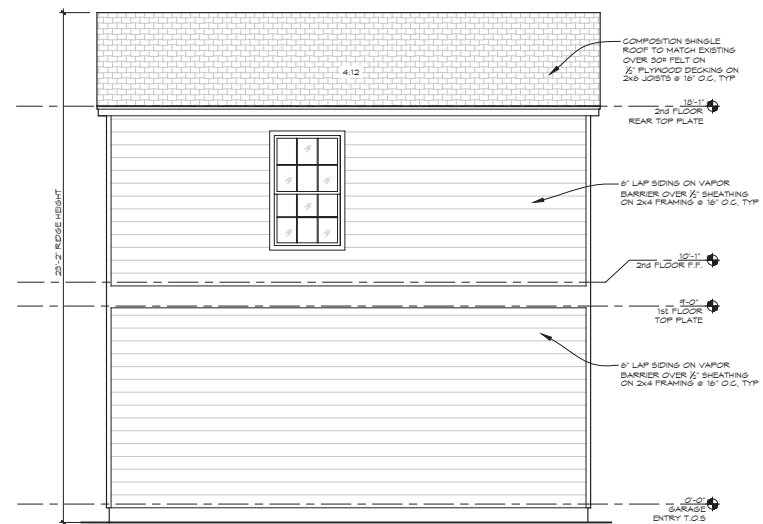 COMPOSITION SHINGLE
ROOF TO MATCH EXISTING
OVER 30# FELT ON
½" PLYWOOD DECKING ON
2x6 JOISTS @ 16" O.C, TYP
4:12
18'-1"
2nd FLOOR
REAR TOP PLATE
6" LAP SIDING ON VAPOR
BARRIER OVER ½" SHEATHING
ON 2x4 FRAMING @ 16" O.C, TYP
23'-2" RIDGE HEIGHT
10'-1"
2nd FLOOR F.F.
9'-0"
1st FLOOR
TOP PLATE
6" LAP SIDING ON VAPOR
BARRIER OVER ½" SHEATHING
ON 2x4 FRAMING @ 16" O.C, TYP
0'-0"
GARAGE
ENTRY T.O.S